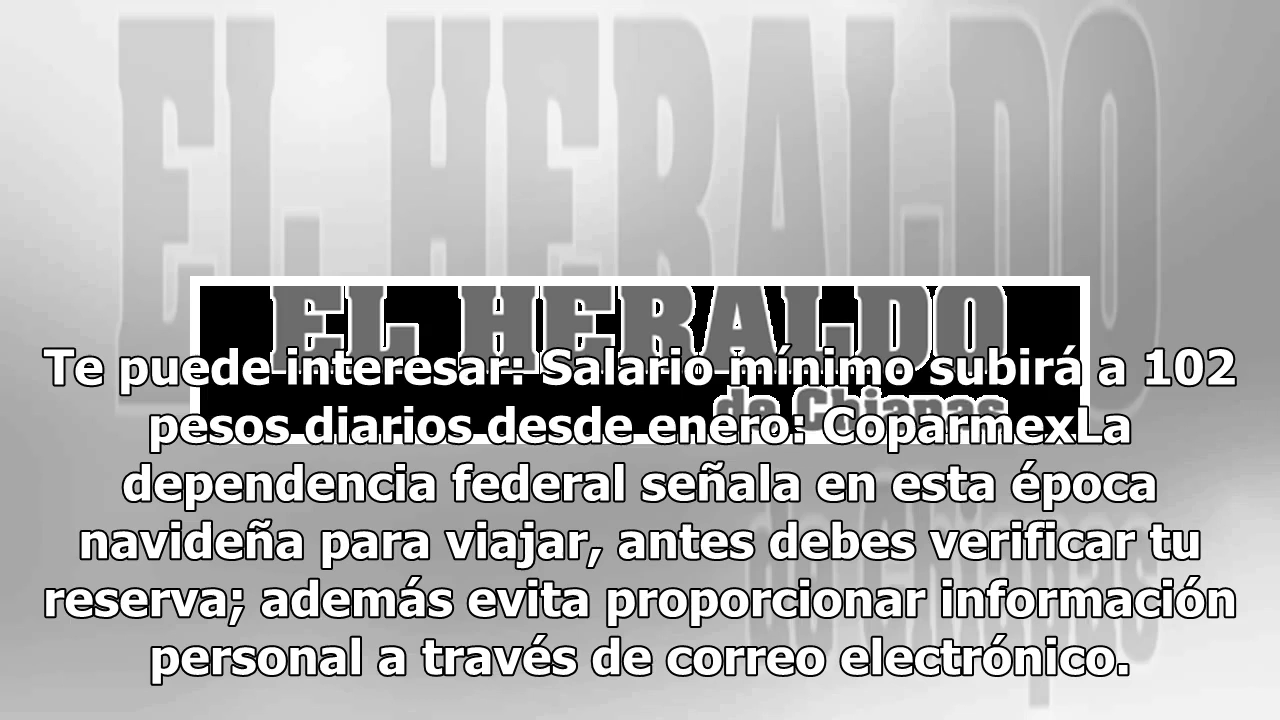 EL HERALDO
EL HERALDO
de Chiapas
Te puede interesar: Salario mínimo subirá a 102
pesos diarios desde enero: CoparmexLa
dependencia federal señala en esta época
navideña para viajar, antes debes verificar tu
reserva; además evita proporcionar información
personal a través de correo electrónico.
de Chiapas